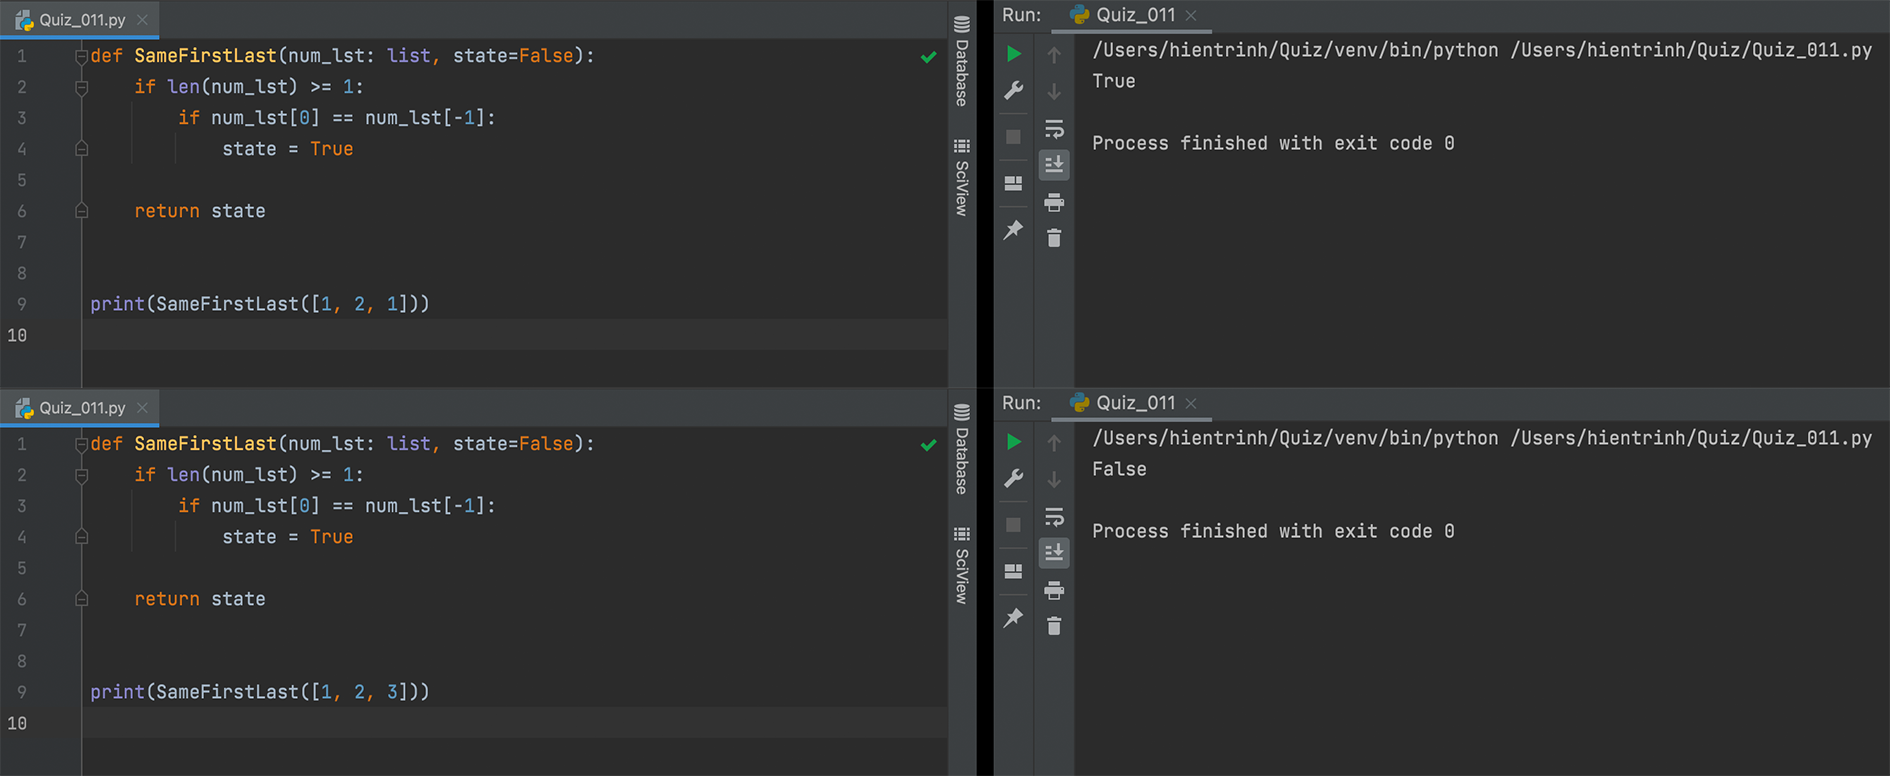 Quiz_011.py
1 def SameFirstLast(num_lst: list, state=False):
2     if len(num_lst) >= 1:
3         if num_lst[0] == num_lst[-1]:
4             state = True
5
6     return state
7
8
9 print(SameFirstLast([1, 2, 1]))
10
Database
SciView
Run: Quiz_011
/Users/hientrinh/Quiz/venv/bin/python /Users/hientrinh/Quiz/Quiz_011.py
True
Process finished with exit code 0
Quiz_011.py
1 def SameFirstLast(num_lst: list, state=False):
2     if len(num_lst) >= 1:
3         if num_lst[0] == num_lst[-1]:
4             state = True
5
6     return state
7
8
9 print(SameFirstLast([1, 2, 3]))
10
Database
SciView
Run: Quiz_011
/Users/hientrinh/Quiz/venv/bin/python /Users/hientrinh/Quiz/Quiz_011.py
False
Process finished with exit code 0